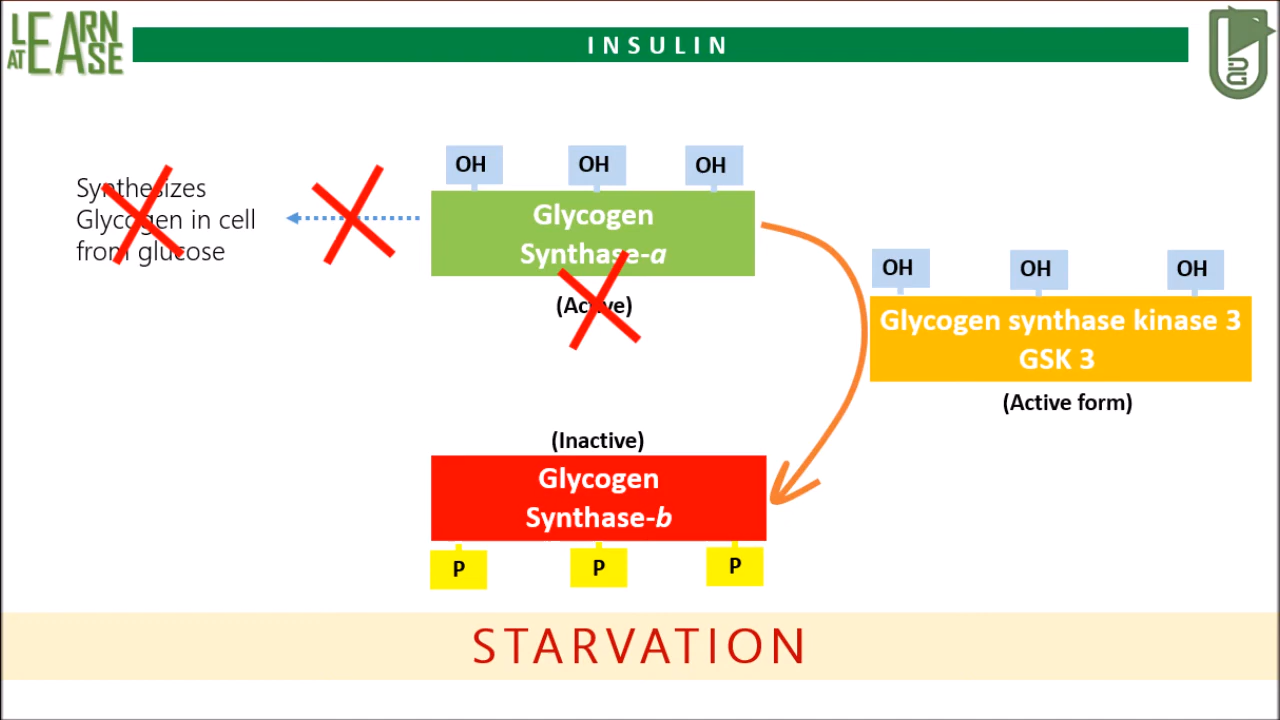 LEARN
AT EASE
INSULIN
OH
OH
OH
Synthesizes
Glycogen in cell
from glucose
Glycogen
Synthase-a
(Active)
OH
OH
OH
Glycogen synthase kinase 3
GSK 3
(Active form)
(Inactive)
Glycogen
Synthase-b
P
P
P
STARVATION